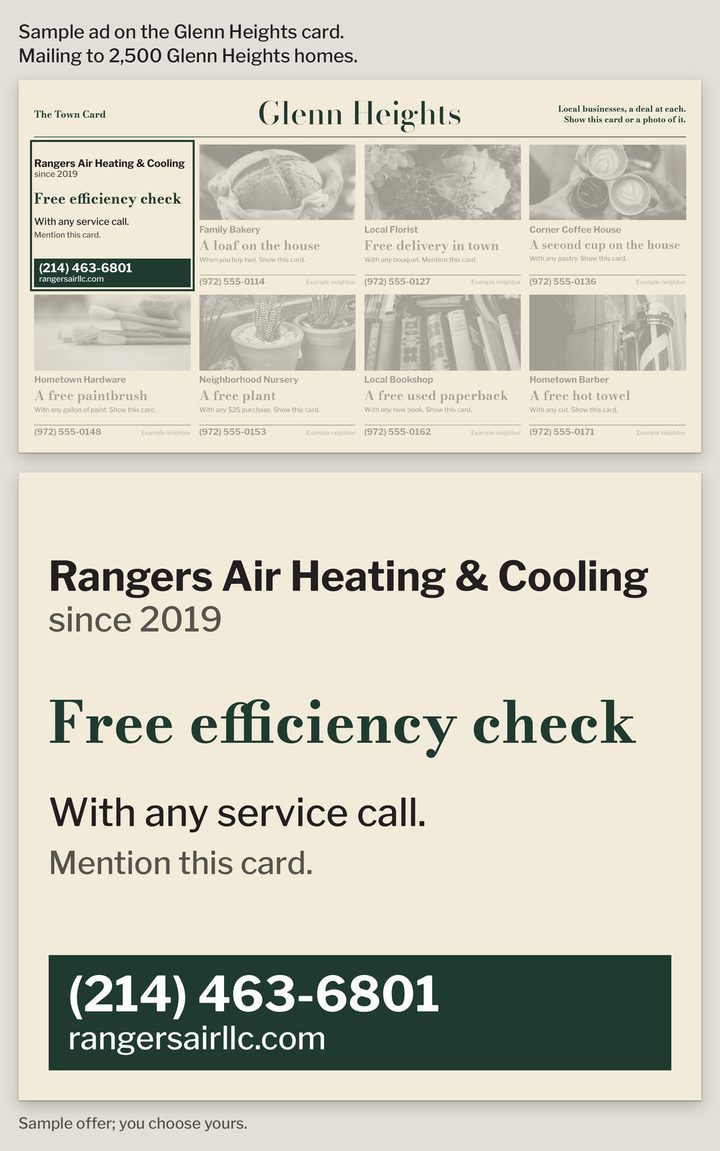 Sample ad on the Glenn Heights card.
Mailing to 2,500 Glenn Heights homes.
The Town Card
Glenn Heights
Local businesses, a deal at each.
Show this card or a photo of it.
Rangers Air Heating & Cooling
since 2019
Free efficiency check
With any service call.
Mention this card.
(214) 463-6801
rangersairllc.com
Family Bakery
A loaf on the house
When you buy two. Show this card.
(972) 555-0114
Example neighbor
Local Florist
Free delivery in town
With any bouquet. Mention this card.
(972) 555-0127
Example neighbor
Corner Coffee House
A second cup on the house
With any pastry. Show this card.
(972) 555-0136
Example neighbor
Hometown Hardware
A free paintbrush
With any gallon of paint. Show this card.
(972) 555-0148
Example neighbor
Neighborhood Nursery
A free plant
With any $25 purchase. Show this card.
(972) 555-0153
Example neighbor
Local Bookshop
A free used paperback
With any new book. Show this card.
(972) 555-0162
Example neighbor
Hometown Barber
A free hot towel
With any cut. Show this card.
(972) 555-0171
Example neighbor
Rangers Air Heating & Cooling
since 2019
Free efficiency check
With any service call.
Mention this card.
(214) 463-6801
rangersairllc.com
Sample offer; you choose yours.